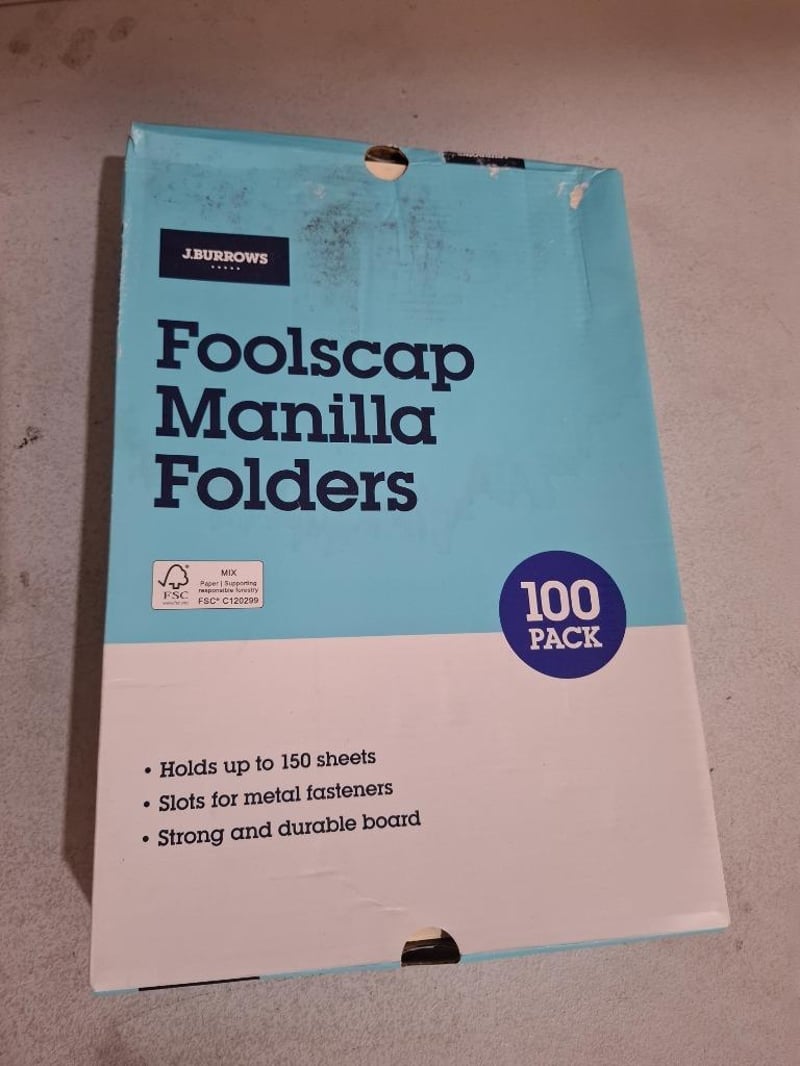 J.BURROWS
Foolscap
Manilla
Folders
MIX
Paper | Supporting
responsible forestry
FSC® C120299
FSC
100
PACK
• Holds up to 150 sheets
• Slots for metal fasteners
• Strong and durable board